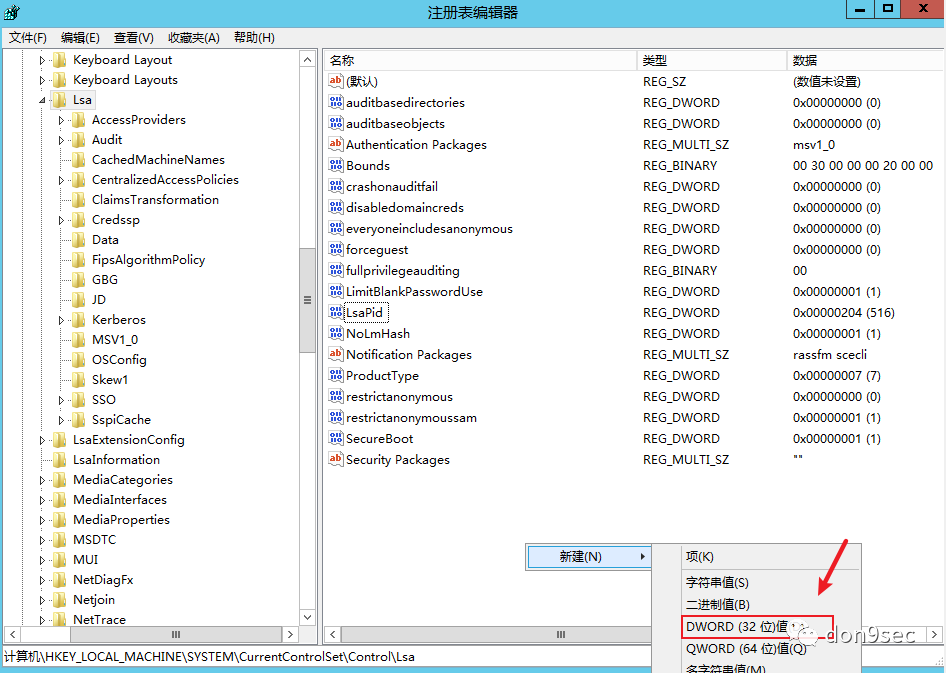 注册表编辑器
文件(F) 编辑(E) 查看(V) 收藏夹(A) 帮助(H)
Keyboard Layout
Keyboard Layouts
Lsa
AccessProviders
Audit
CachedMachineNames
CentralizedAccessPolicies
ClaimsTransformation
Credssp
Data
FipsAlgorithmPolicy
GBG
JD
Kerberos
MSV1_0
OSConfig
Skew1
SSO
SspiCache
LsaExtensionConfig
LsaInformation
MediaCategories
MediaInterfaces
MediaProperties
MSDTC
MUI
NetDiagFx
Netjoin
NetTrace
名称 类型 数据
(默认) REG_SZ (数值未设置)
auditbasedirectories REG_DWORD 0x00000000 (0)
auditbaseobjects REG_DWORD 0x00000000 (0)
Authentication Packages REG_MULTI_SZ msv1_0
Bounds REG_BINARY 00 30 00 00 00 20 00 00
crashonauditfail REG_DWORD 0x00000000 (0)
disabledomaincreds REG_DWORD 0x00000000 (0)
everyoneincludesanonymous REG_DWORD 0x00000000 (0)
forceguest REG_DWORD 0x00000000 (0)
fullprivilegeauditing REG_BINARY 00
LimitBlankPasswordUse REG_DWORD 0x00000001 (1)
LsaPid REG_DWORD 0x00000204 (516)
NoLmHash REG_DWORD 0x00000001 (1)
Notification Packages REG_MULTI_SZ rassfm scecli
ProductType REG_DWORD 0x00000007 (7)
restrictanonymous REG_DWORD 0x00000000 (0)
restrictanonymoussam REG_DWORD 0x00000001 (1)
SecureBoot REG_DWORD 0x00000001 (1)
Security Packages REG_MULTI_SZ ""
新建(N)
项(K)
字符串值(S)
二进制值(B)
DWORD (32 位)值
QWORD (64 位)值(Q)
多字符串值(M)
don9sec
计算机\HKEY_LOCAL_MACHINE\SYSTEM\CurrentControlSet\Control\Lsa